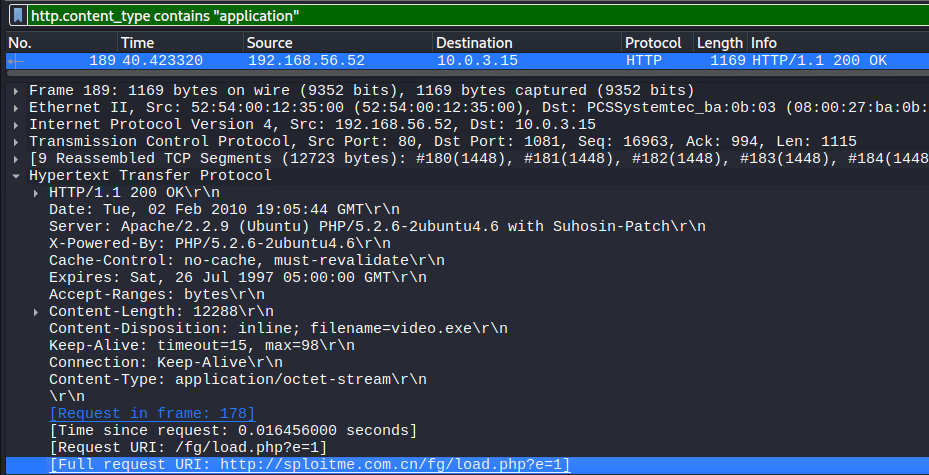 http.content_type contains "application"
No. Time Source Destination Protocol Length Info
189 40.423320 192.168.56.52 10.0.3.15 HTTP 1169 HTTP/1.1 200 OK
Frame 189: 1169 bytes on wire (9352 bits), 1169 bytes captured (9352 bits)
Ethernet II, Src: 52:54:00:12:35:00 (52:54:00:12:35:00), Dst: PCSSystemtec_ba:0b:03 (08:00:27:ba:0b:
Internet Protocol Version 4, Src: 192.168.56.52, Dst: 10.0.3.15
Transmission Control Protocol, Src Port: 80, Dst Port: 1081, Seq: 16963, Ack: 994, Len: 1115
[9 Reassembled TCP Segments (12723 bytes): #180(1448), #181(1448), #182(1448), #183(1448), #184(1448
Hypertext Transfer Protocol
HTTP/1.1 200 OK\r\n
Date: Tue, 02 Feb 2010 19:05:44 GMT\r\n
Server: Apache/2.2.9 (Ubuntu) PHP/5.2.6-2ubuntu4.6 with Suhosin-Patch\r\n
X-Powered-By: PHP/5.2.6-2ubuntu4.6\r\n
Cache-Control: no-cache, must-revalidate\r\n
Expires: Sat, 26 Jul 1997 05:00:00 GMT\r\n
Accept-Ranges: bytes\r\n
Content-Length: 12288\r\n
Content-Disposition: inline; filename=video.exe\r\n
Keep-Alive: timeout=15, max=98\r\n
Connection: Keep-Alive\r\n
Content-Type: application/octet-stream\r\n
\r\n
[Request in frame: 178]
[Time since request: 0.016456000 seconds]
[Request URI: /fg/load.php?e=1]
[Full request URI: http://sploitme.com.cn/fg/load.php?e=1]